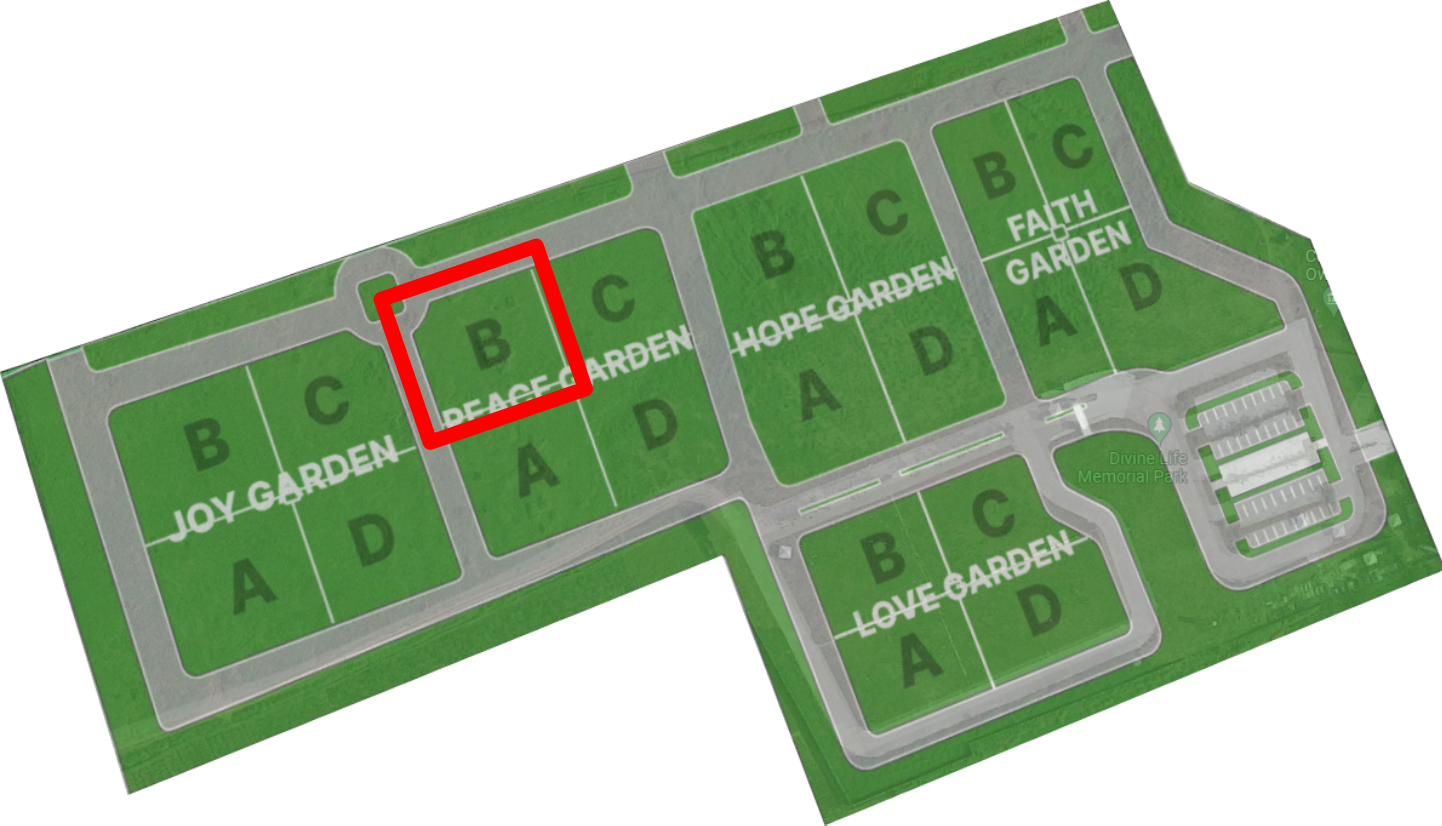 B C
JOY GARDEN
A D
B C
PEACE GARDEN
A D
B C
HOPE GARDEN
A D
B C
FAITH
GARDEN
A D
B C
LOVE GARDEN
A D
Divine Life
Memorial Park